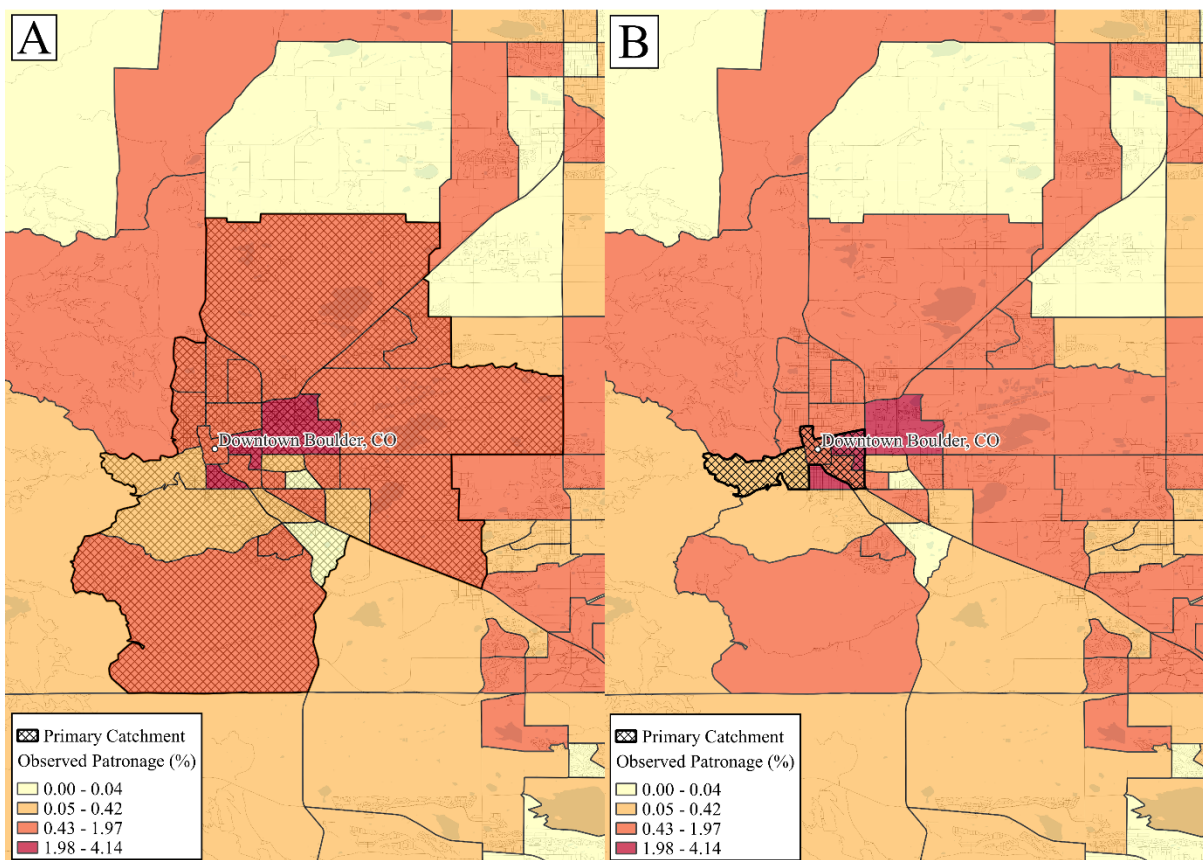 A
Downtown Boulder, CO
Primary Catchment
Observed Patronage (%)
0.00 - 0.04
0.05 - 0.42
0.43 - 1.97
1.98 - 4.14
B
Downtown Boulder, CO
Primary Catchment
Observed Patronage (%)
0.00 - 0.04
0.05 - 0.42
0.43 - 1.97
1.98 - 4.14